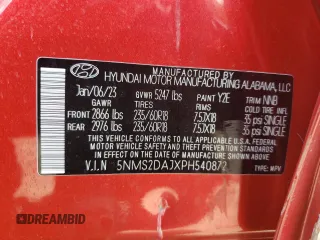 MANUFACTURED BY
HYUNDAI MOTOR MANUFACTURING ALABAMA, LLC
Jan/06/23 GVWR 5247 lbs PAINT Y2E TRIM NNB
GAWR TIRES RIMS COLD TIRE INFL
FRT 2866 lbs 235/60R18 7.5JX18 35 psi SINGLE
RR 2976 lbs 235/60R18 7.5JX18 35 psi SINGLE
THIS VEHICLE CONFORMS TO ALL APPLICABLE
FEDERAL MOTOR VEHICLE SAFETY, BUMPER, AND
THEFT PREVENTION STANDARDS IN EFFECT
ON THE DATE OF MANUFACTURE SHOWN ABOVE.
V.I.N 5NMS2DAJXPH540872 TYPE: MPV
DREAMBID